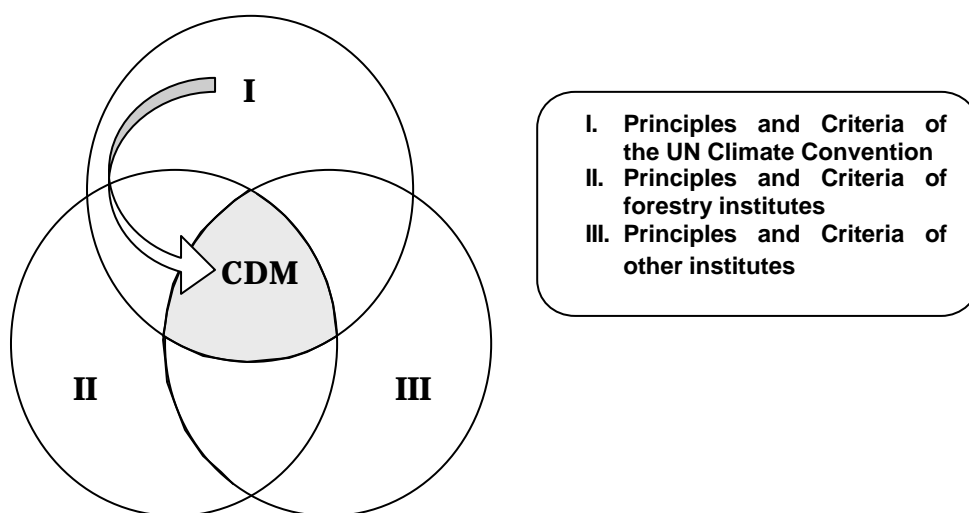 I
CDM
II
III
I. Principles and Criteria of
the UN Climate Convention
II. Principles and Criteria of
forestry institutes
III. Principles and Criteria of
other institutes